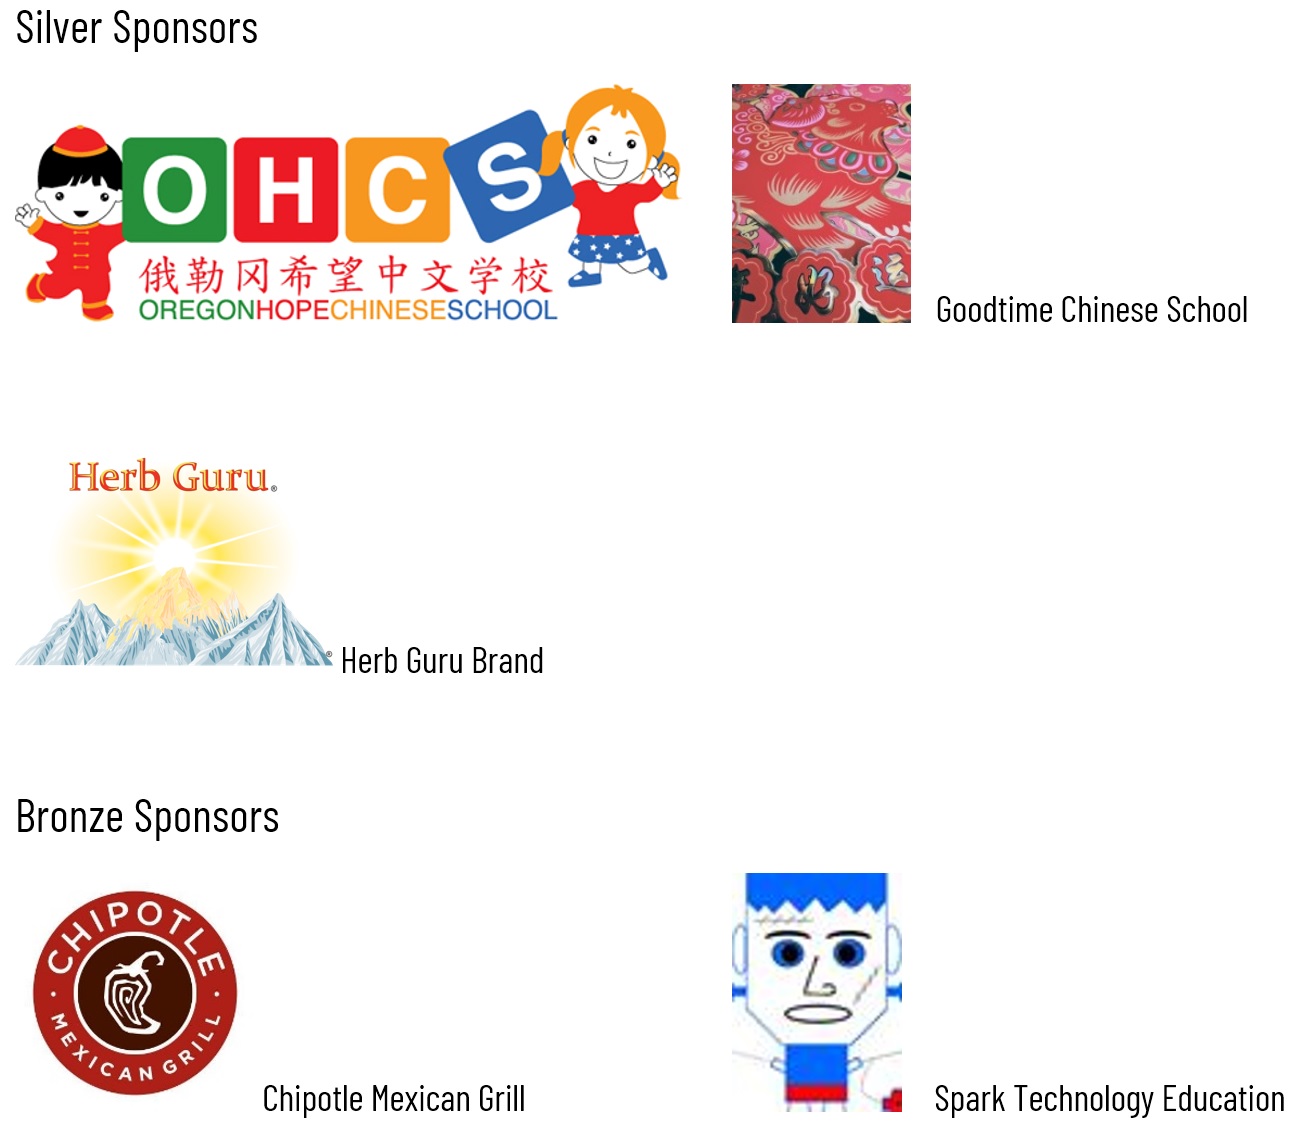 Silver Sponsors
OHCS
俄勒冈希望中文学校
OREGONHOPECHINESESCHOOL
好运
Goodtime Chinese School
Herb Guru®
®
Herb Guru Brand
Bronze Sponsors
CHIPOTLE
MEXICAN GRILL
Chipotle Mexican Grill
Spark Technology Education